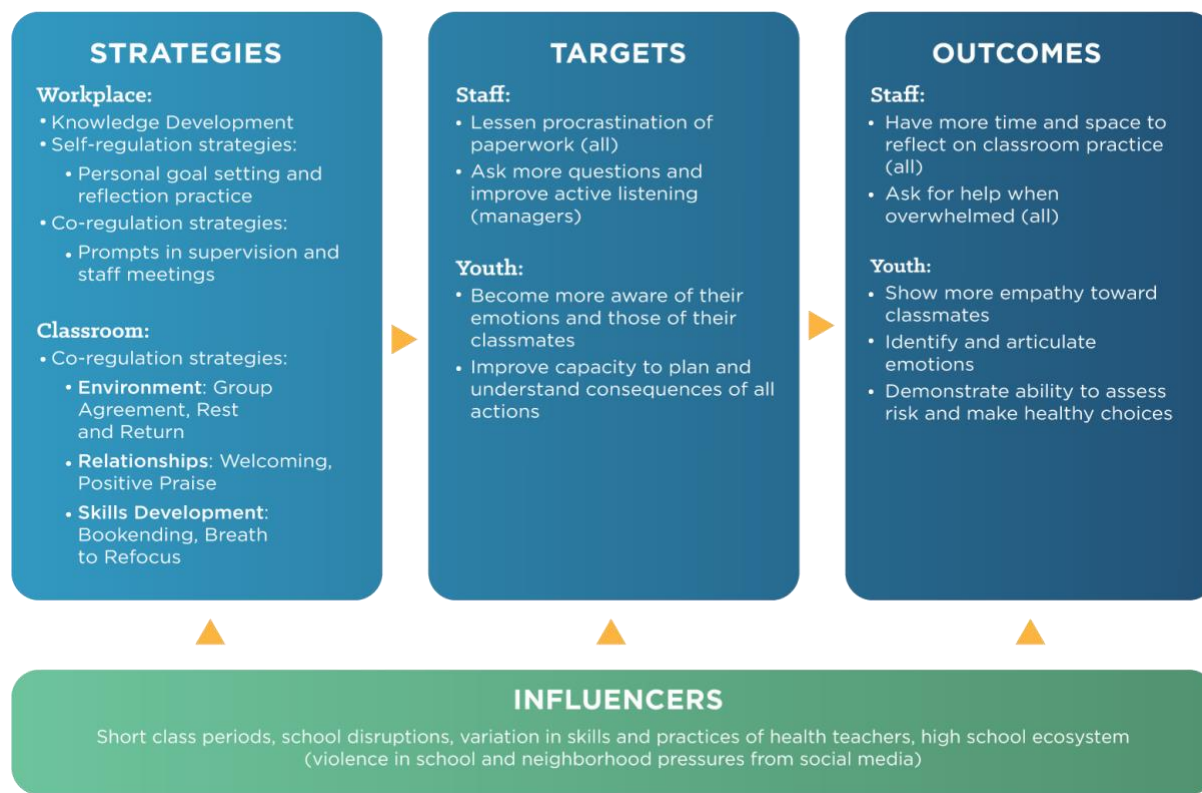 STRATEGIES
Workplace:
• Knowledge Development
• Self-regulation strategies:
• Personal goal setting and
reflection practice
• Co-regulation strategies:
• Prompts in supervision and
staff meetings
Classroom:
• Co-regulation strategies:
• Environment: Group
Agreement, Rest
and Return
• Relationships: Welcoming,
Positive Praise
• Skills Development:
Bookending, Breath
to Refocus
TARGETS
Staff:
• Lessen procrastination of
paperwork (all)
• Ask more questions and
improve active listening
(managers)
Youth:
• Become more aware of their
emotions and those of their
classmates
• Improve capacity to plan and
understand consequences of all
actions
OUTCOMES
Staff:
• Have more time and space to
reflect on classroom practice
(all)
• Ask for help when
overwhelmed (all)
Youth:
• Show more empathy toward
classmates
• Identify and articulate
emotions
• Demonstrate ability to assess
risk and make healthy choices
INFLUENCERS
Short class periods, school disruptions, variation in skills and practices of health teachers, high school ecosystem
(violence in school and neighborhood pressures from social media)